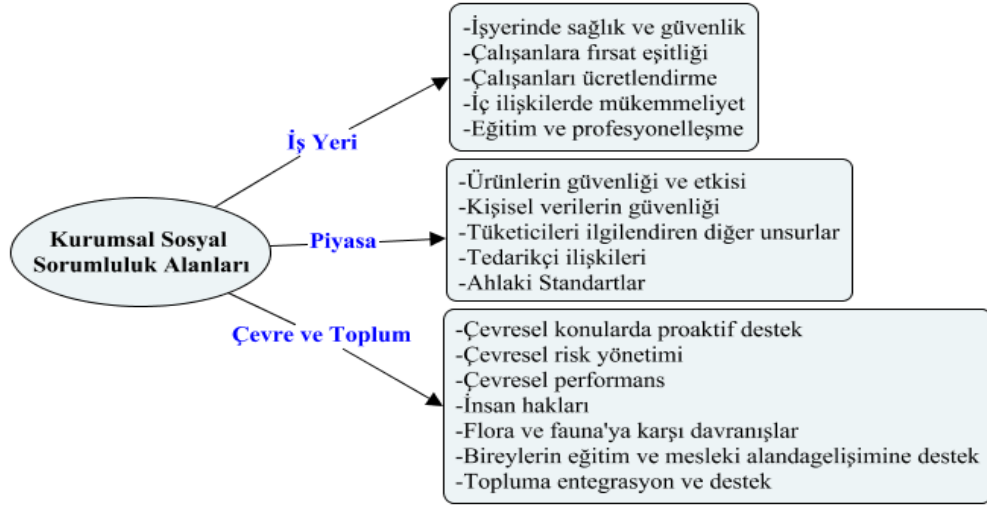 Kurumsal Sosyal
Sorumluluk Alanları
İş Yeri
-İşyerinde sağlık ve güvenlik
-Çalışanlara fırsat eşitliği
-Çalışanları ücretlendirme
-İç ilişkilerde mükemmeliyet
-Eğitim ve profesyonelleşme
Piyasa
-Ürünlerin güvenliği ve etkisi
-Kişisel verilerin güvenliği
-Tüketicileri ilgilendiren diğer unsurlar
-Tedarikçi ilişkileri
-Ahlaki Standartlar
Çevre ve Toplum
-Çevresel konularda proaktif destek
-Çevresel risk yönetimi
-Çevresel performans
-İnsan hakları
-Flora ve fauna'ya karşı davranışlar
-Bireylerin eğitim ve mesleki alandagelişimine destek
-Topluma entegrasyon ve destek